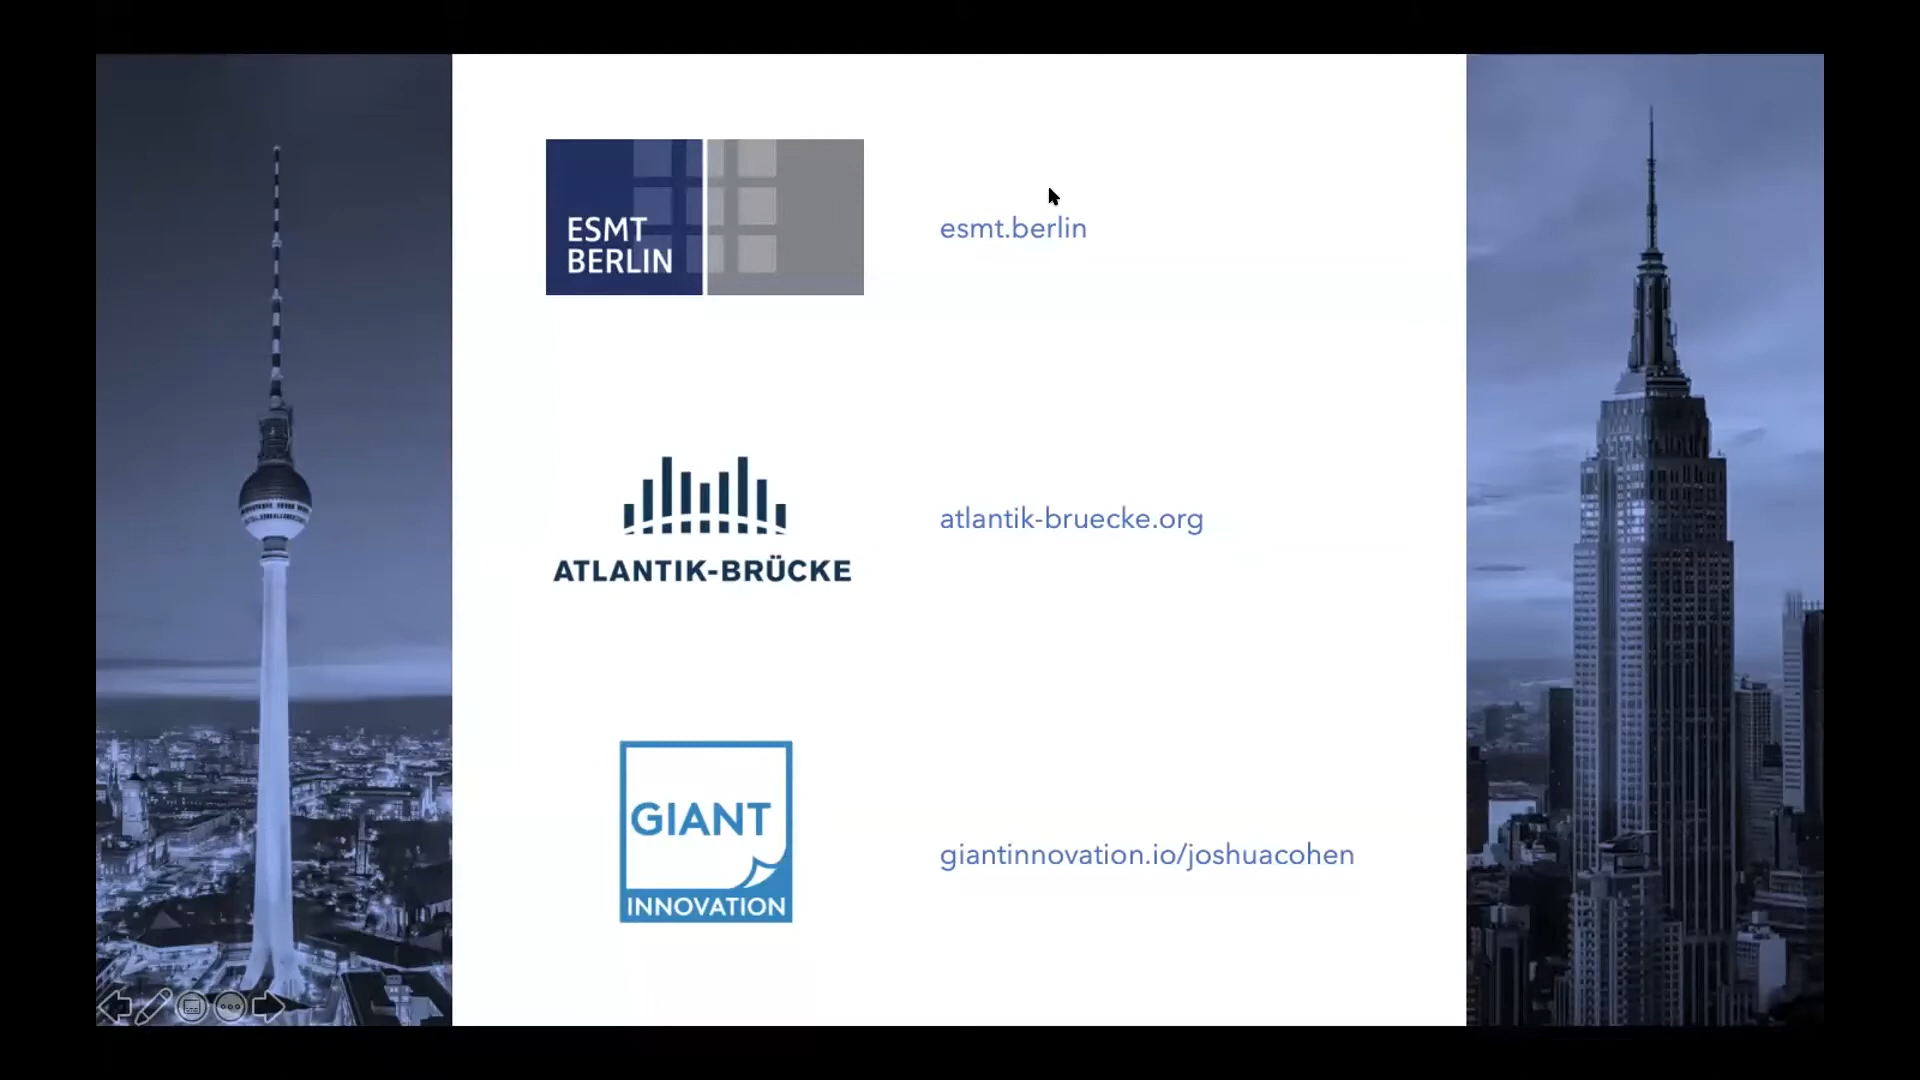 ESMT
BERLIN
esmt.berlin
ATLANTIK-BRÜCKE
atlantik-bruecke.org
GIANT
INNOVATION
giantinnovation.io/joshuacohen